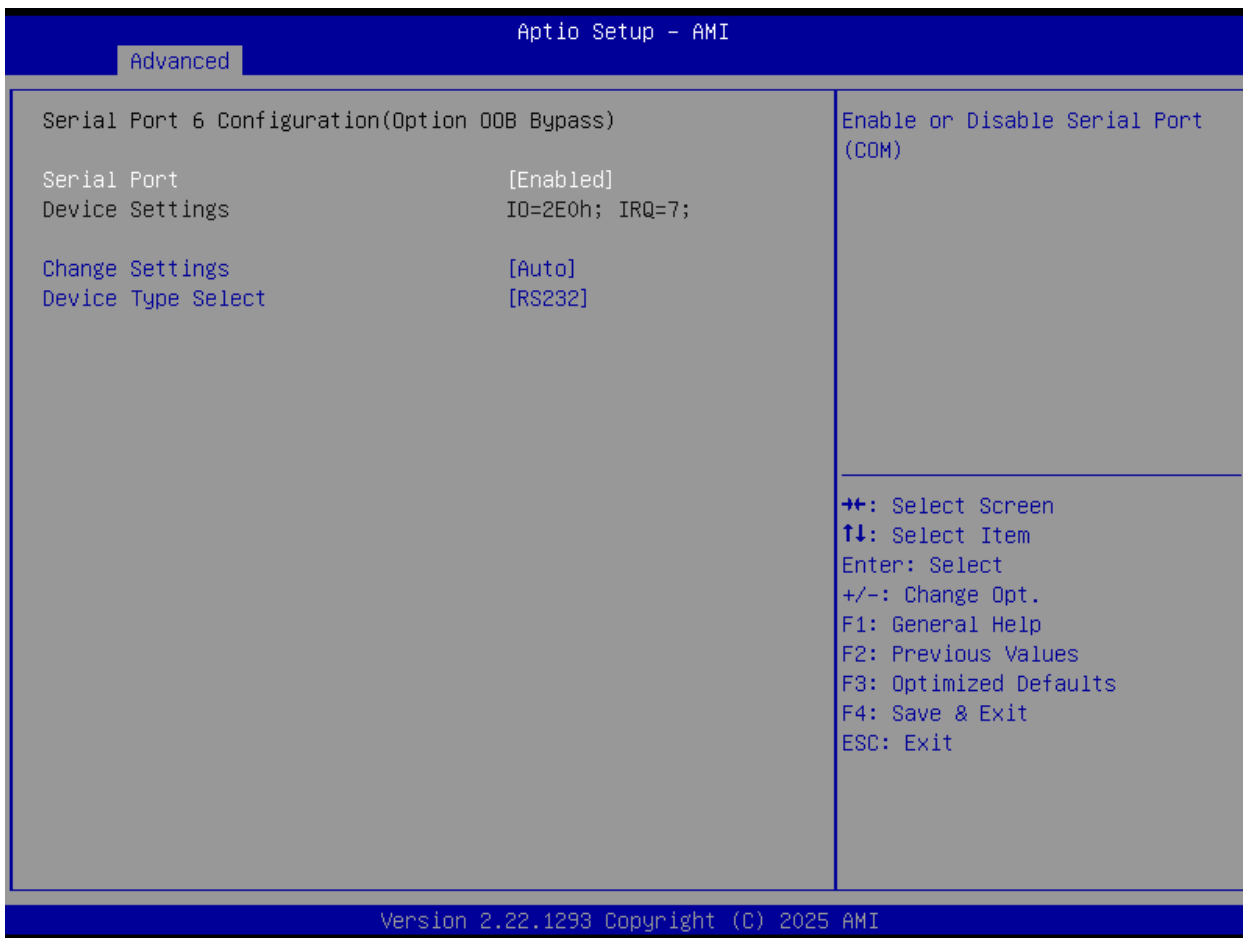 Aptio Setup – AMI
Advanced
Serial Port 6 Configuration(Option OOB Bypass)
Serial Port [Enabled]
Device Settings IO=2E0h; IRQ=7;
Change Settings [Auto]
Device Type Select [RS232]
Enable or Disable Serial Port
(COM)
→←: Select Screen
↑↓: Select Item
Enter: Select
+/-: Change Opt.
F1: General Help
F2: Previous Values
F3: Optimized Defaults
F4: Save & Exit
ESC: Exit
Version 2.22.1293 Copyright (C) 2025 AMI